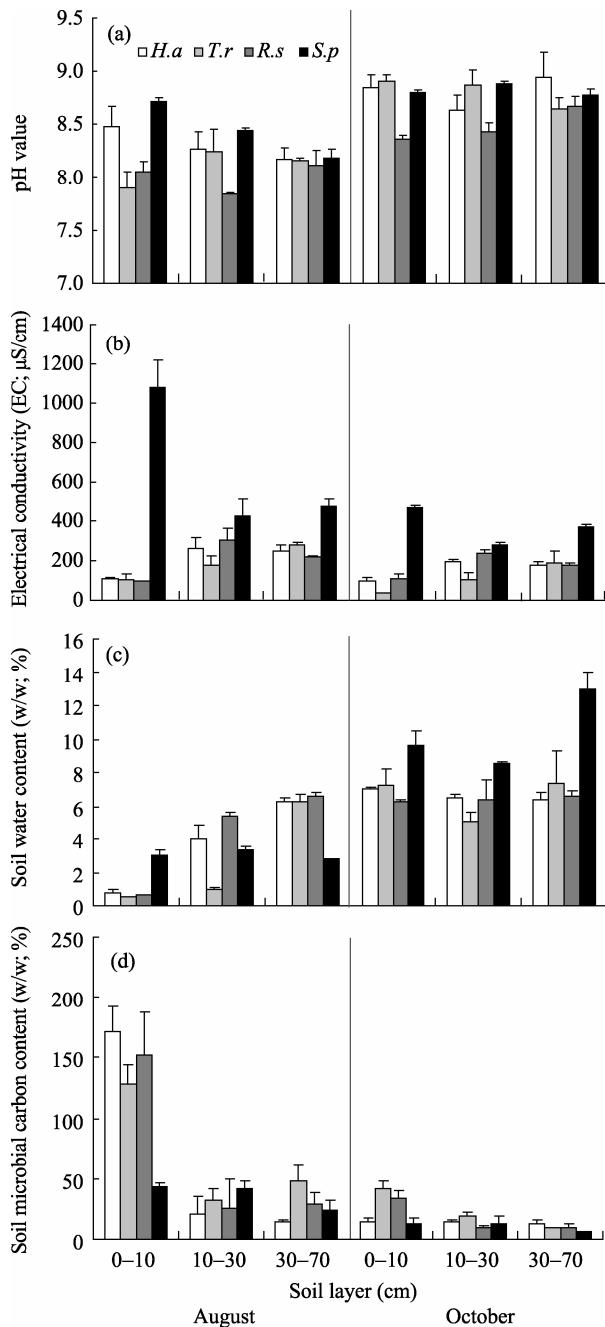 (a)
H.a T.r R.s S.p
9.5
9.0
8.5
8.0
7.5
7.0
pH value
(b)
1400
1200
1000
800
600
400
200
0
Electrical conductivity (EC; μS/cm)
(c)
16
14
12
10
8
6
4
2
0
Soil water content (w/w; %)
(d)
250
200
150
100
50
0
Soil microbial carbon content (w/w; %)
0–10 10–30 30–70 0–10 10–30 30–70
Soil layer (cm)
August October